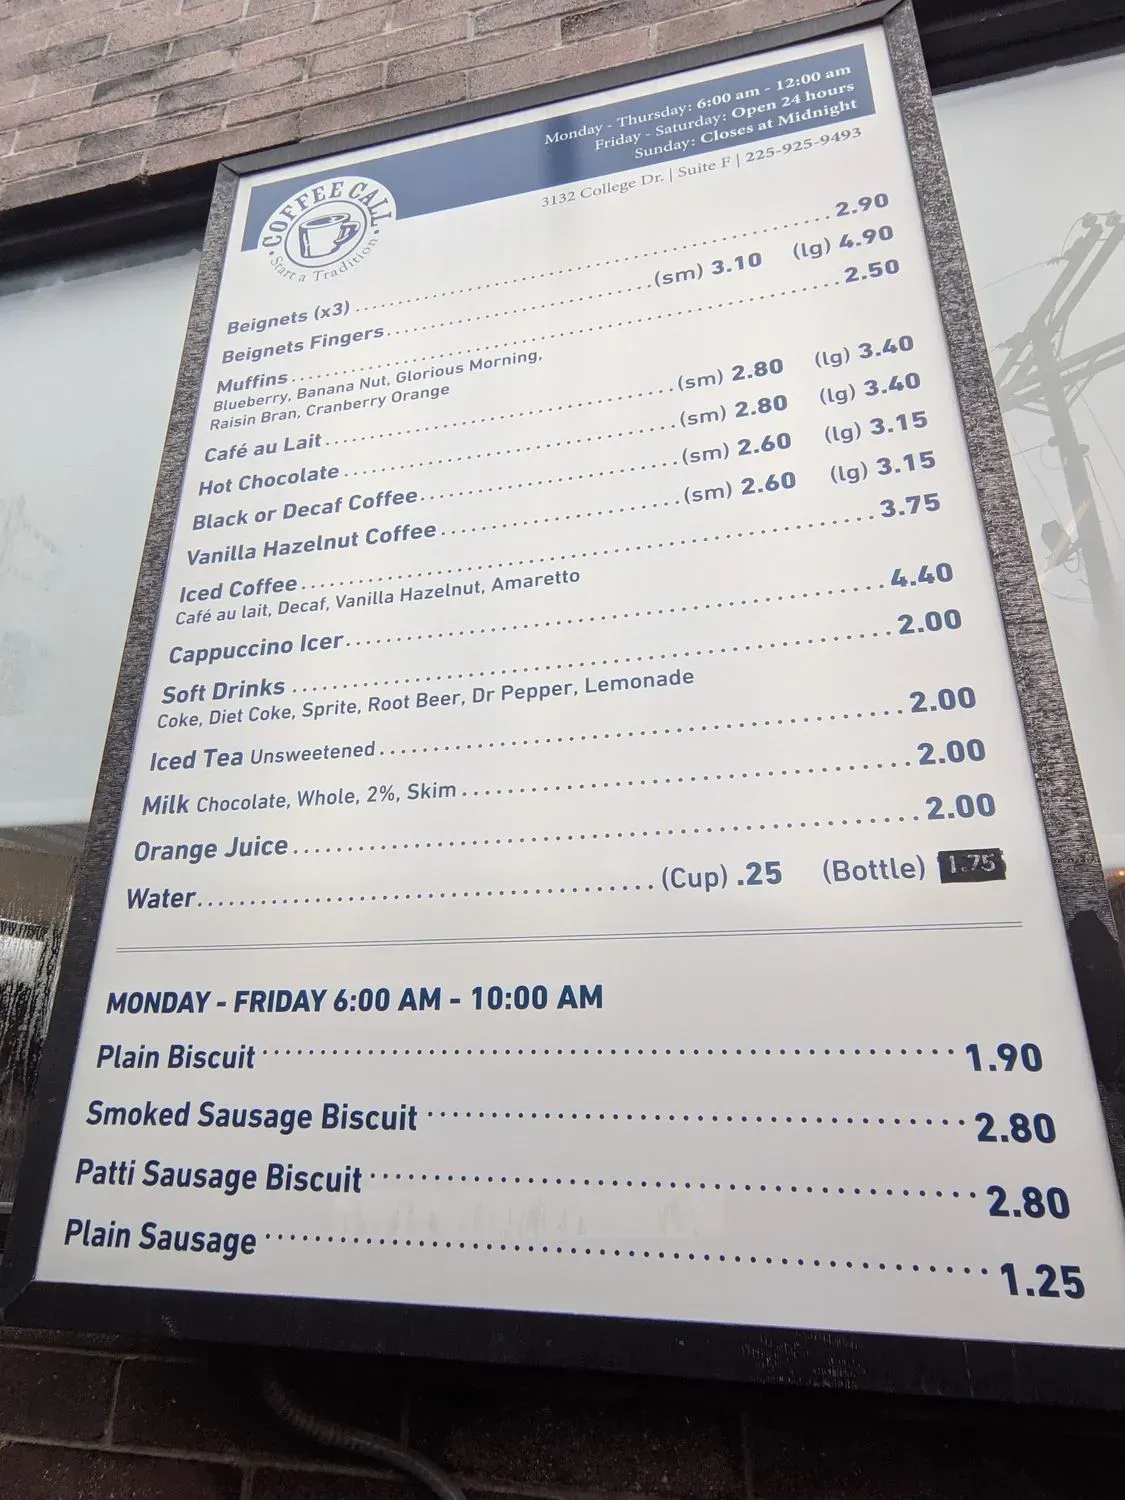 Monday - Thursday: 6:00 am - 12:00 am
Friday - Saturday: Open 24 hours
Sunday: Closes at Midnight
3132 College Dr. | Suite F | 225-925-9493
COFFEE CALL
Start a Tradition
Beignets (x3) 2.90
Beignets Fingers (sm) 3.10 (lg) 4.90
Muffins 2.50
Blueberry, Banana Nut, Glorious Morning,
Raisin Bran, Cranberry Orange
Café au Lait (sm) 2.80 (lg) 3.40
Hot Chocolate (sm) 2.80 (lg) 3.40
Black or Decaf Coffee (sm) 2.60 (lg) 3.15
Vanilla Hazelnut Coffee (sm) 2.60 (lg) 3.15
Iced Coffee 3.75
Café au lait, Decaf, Vanilla Hazelnut, Amaretto
Cappuccino Icer 4.40
Soft Drinks 2.00
Coke, Diet Coke, Sprite, Root Beer, Dr Pepper, Lemonade
Iced Tea Unsweetened 2.00
Milk Chocolate, Whole, 2%, Skim 2.00
Orange Juice 2.00
Water (Cup) .25 (Bottle) 1.75
MONDAY - FRIDAY 6:00 AM - 10:00 AM
Plain Biscuit 1.90
Smoked Sausage Biscuit 2.80
Patti Sausage Biscuit 2.80
Plain Sausage 1.25